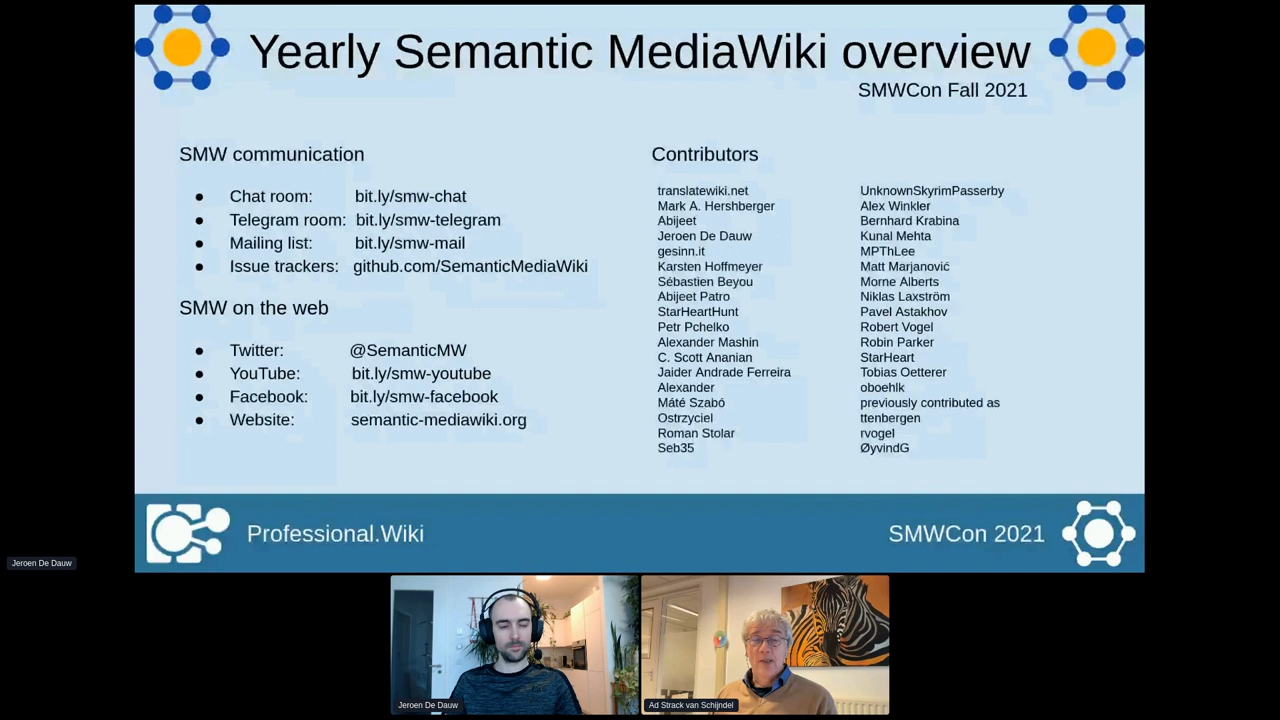 Yearly Semantic MediaWiki overview
SMWCon Fall 2021
SMW communication
● Chat room: bit.ly/smw-chat
● Telegram room: bit.ly/smw-telegram
● Mailing list: bit.ly/smw-mail
● Issue trackers: github.com/SemanticMediaWiki
SMW on the web
● Twitter: @SemanticMW
● YouTube: bit.ly/smw-youtube
● Facebook: bit.ly/smw-facebook
● Website: semantic-mediawiki.org
Contributors
translatewiki.net
Mark A. Hershberger
Abijeet
Jeroen De Dauw
gesinn.it
Karsten Hoffmeyer
Sébastien Beyou
Abijeet Patro
StarHeartHunt
Petr Pchelko
Alexander Mashin
C. Scott Ananian
Jaider Andrade Ferreira
Alexander
Máté Szabó
Ostrzyciel
Roman Stolar
Seb35
UnknownSkyrimPasserby
Alex Winkler
Bernhard Krabina
Kunal Mehta
MPThLee
Matt Marjanović
Morne Alberts
Niklas Laxström
Pavel Astakhov
Robert Vogel
Robin Parker
StarHeart
Tobias Oetterer
oboehlk
previously contributed as
ttenbergen
rvogel
ØyvindG
Professional.Wiki
SMWCon 2021
Jeroen De Dauw
Jeroen De Dauw
Ad Strack van Schijndel